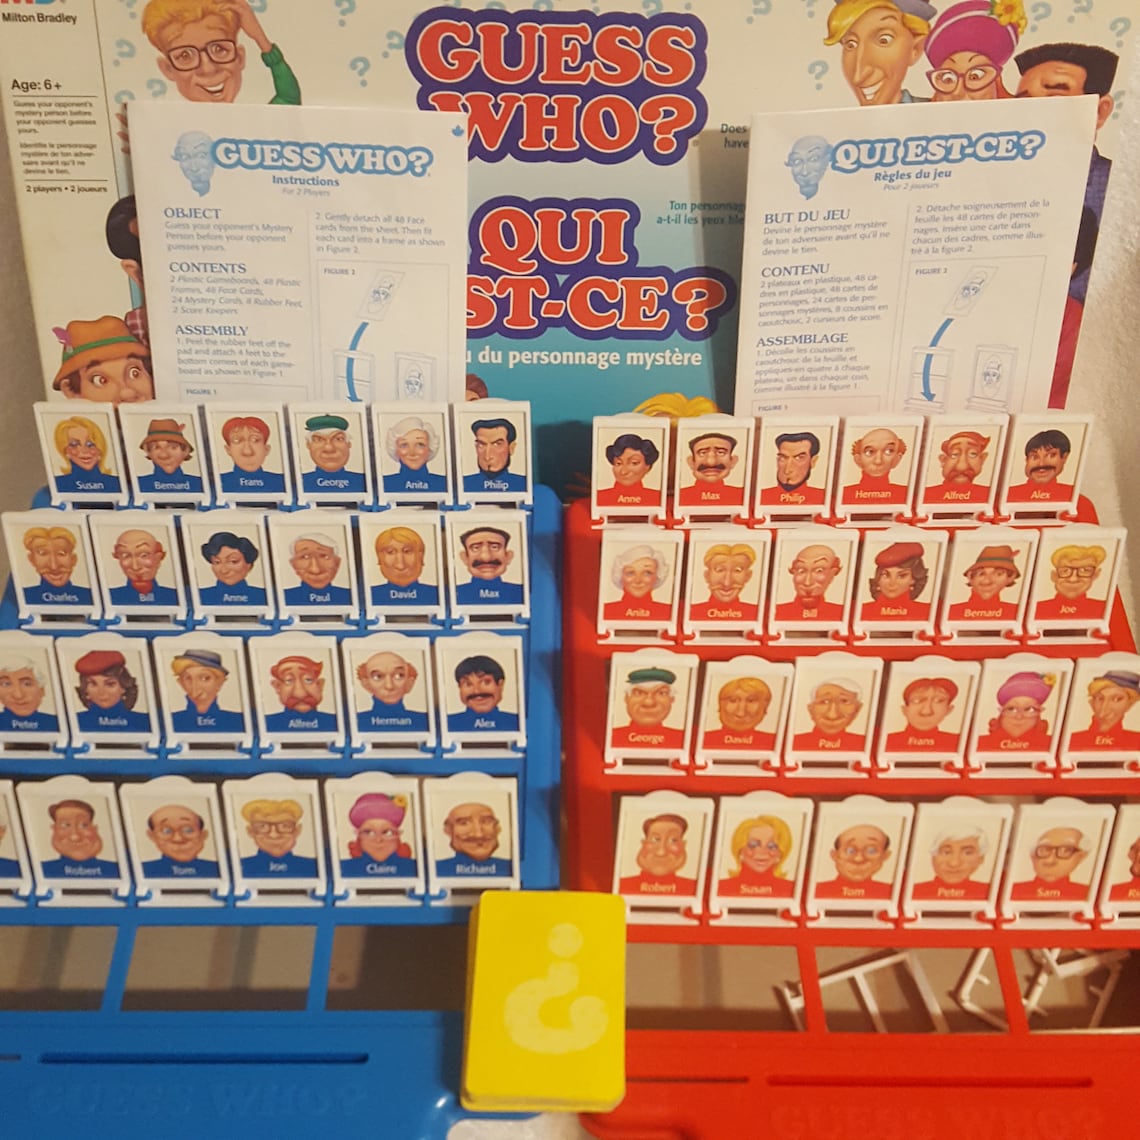 Milton Bradley
Age: 6+
Guess your opponent's
mystery person before
your opponent guesses
yours.
Identifie le personnage
mystère de ton adver-
saire avant qu'il ne
devine le tien.
2 players • 2 joueurs
GUESS
WHO?
Does
have
QUI
EST-CE?
Ton personnage
a-t-il les yeux ble
u du personnage mystère
GUESS WHO?
Instructions
For 2 Players
OBJECT
Guess your opponent's Mystery
Person before your opponent
guesses yours.
CONTENTS
2 Plastic Gameboards, 48 Plastic
Frames, 48 Face Cards,
24 Mystery Cards, 8 Rubber Feet,
2 Score Keepers
ASSEMBLY
1. Peel the rubber feet off the
pad and attach 4 feet to the
bottom corners of each game-
board as shown in Figure 1.
FIGURE 1
2. Gently detach all 48 Face
cards from the sheet. Then fit
each card into a frame as shown
in Figure 2.
FIGURE 2
QUI EST-CE?
Règles du jeu
Pour 2 joueurs
BUT DU JEU
Devine le personnage mystère
de ton adversaire avant qu'il ne
devine le tien.
CONTENU
2 plateaux en plastique, 48 ca-
dres en plastique, 48 cartes de
personnages, 24 cartes de per-
sonnages mystères, 8 coussins en
caoutchouc, 2 curseurs de score.
ASSEMBLAGE
1. Décolle les coussins en
caoutchouc de la feuille et
appliques-en quatre à chaque
plateau, un dans chaque coin,
comme illustré à la figure 1.
FIGURE 1
2. Détache soigneusement de la
feuille les 48 cartes de person-
nages. Insère une carte dans
chacun des cadres, comme illus-
tré à la figure 2.
FIGURE 2
Susan Bernard Frans George Anita Philip
Charles Bill Anne Paul David Max
Peter Maria Eric Alfred Herman Alex
Robert Tom Joe Claire Richard
Anne Max Philip Herman Alfred Alex
Anita Charles Bill Maria Bernard Joe
George David Paul Frans Claire Eric
Robert Susan Tom Peter Sam Ri
?
GUESS WHO?
GUESS WHO?